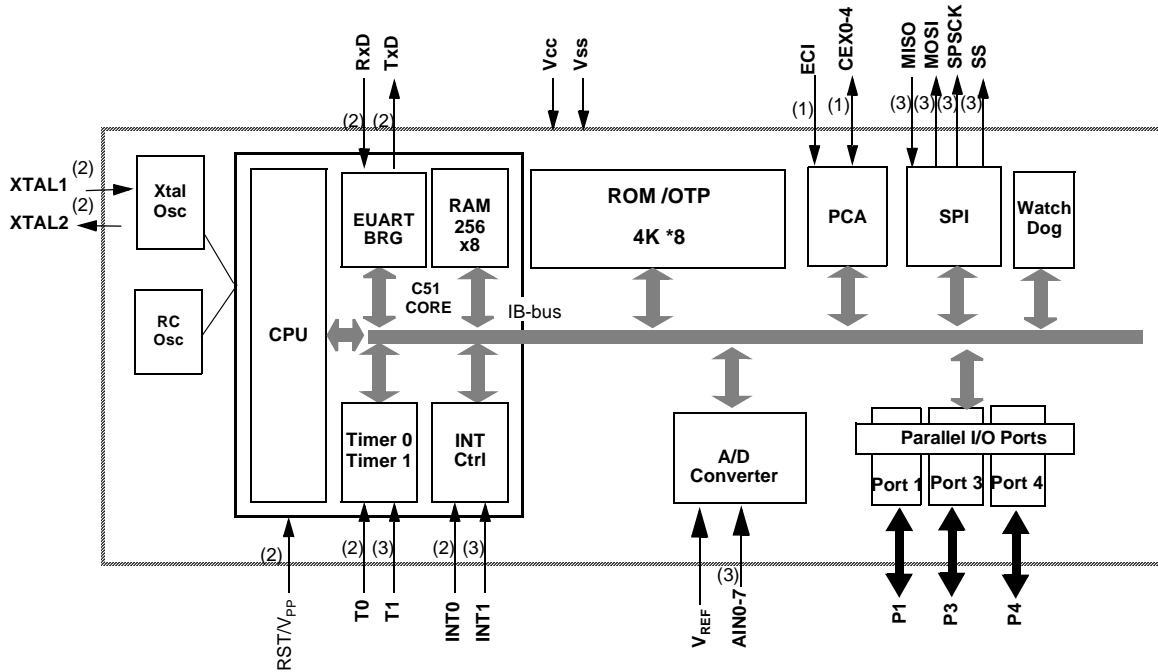 RxD
TxD
Vcc
Vss
ECI
CEX0-4
MISO
MOSI
SPSCK
SS
(2) (2)
(1) (1)
(3) (3) (3) (3)
XTAL1 (2)
XTAL2 (2)
Xtal
Osc
RC
Osc
CPU
EUART
BRG
RAM
256
x8
C51
CORE
IB-bus
ROM /OTP
4K *8
PCA
SPI
Watch
Dog
Timer 0
Timer 1
INT
Ctrl
A/D
Converter
Parallel I/O Ports
Port 1
Port 3
Port 4
(2)
(2) (3)
(2) (3)
(3)
RST/VPP
T0
T1
INT0
INT1
VREF
AIN0-7
P1
P3
P4